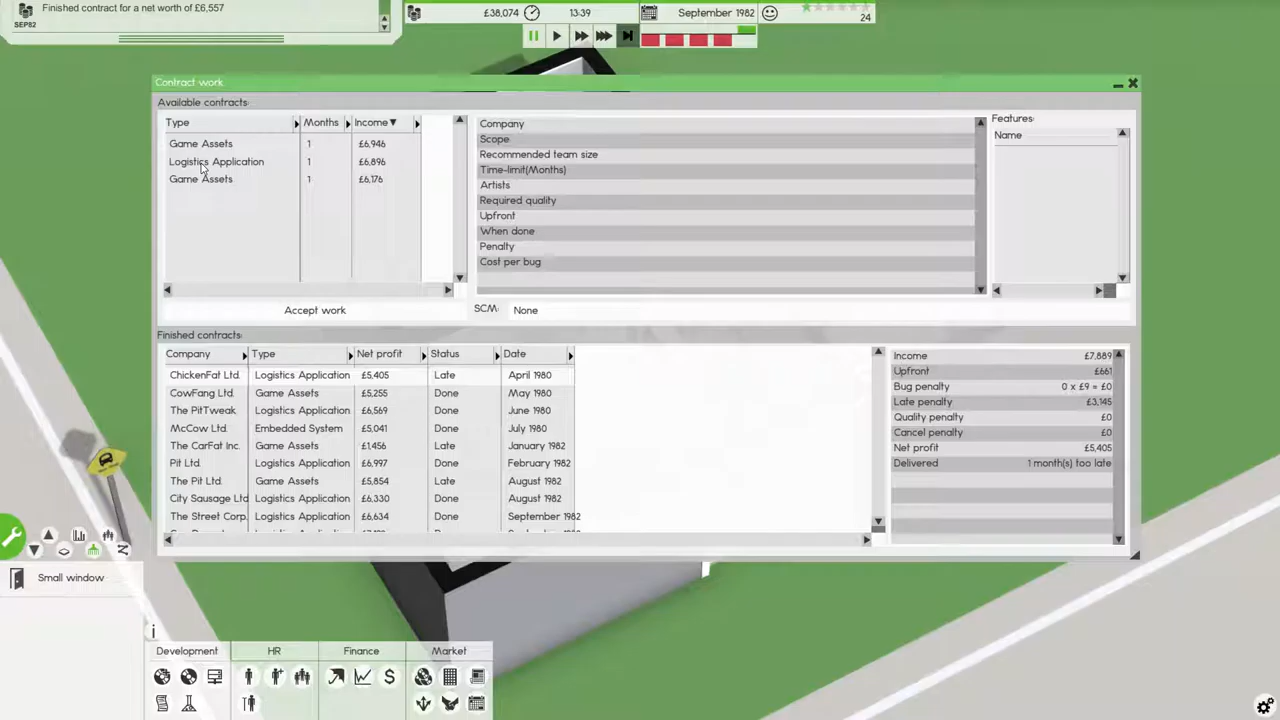 Finished contract for a net worth of £6,557
SEP82
£38,074
13:39
September 1982
24
Contract work
Available contracts:
Type Months Income▼
Game Assets 1 £6,946
Logistics Application 1 £6,896
Game Assets 1 £6,176
Accept work
Company
Scope
Recommended team size
Time-limit(Months)
Artists
Required quality
Upfront
When done
Penalty
Cost per bug
SCM: None
Features:
Name
Finished contracts:
Company Type Net profit Status Date
ChickenFat Ltd. Logistics Application £5,405 Late April 1980
CowFang Ltd. Game Assets £5,255 Done May 1980
The PitTweak Logistics Application £6,569 Done June 1980
McCow Ltd. Embedded System £5,041 Done July 1980
The CarFat Inc. Game Assets £1,456 Late January 1982
Pit Ltd. Logistics Application £6,997 Done February 1982
The Pit Ltd. Game Assets £5,854 Late August 1982
City Sausage Ltd Logistics Application £6,330 Done August 1982
The Street Corp. Logistics Application £6,634 Done September 1982
Income £7,889
Upfront £661
Bug penalty 0 x £9 = £0
Late penalty £3,145
Quality penalty £0
Cancel penalty £0
Net profit £5,405
Delivered 1 month(s) too late
Small window
i
Development HR Finance Market